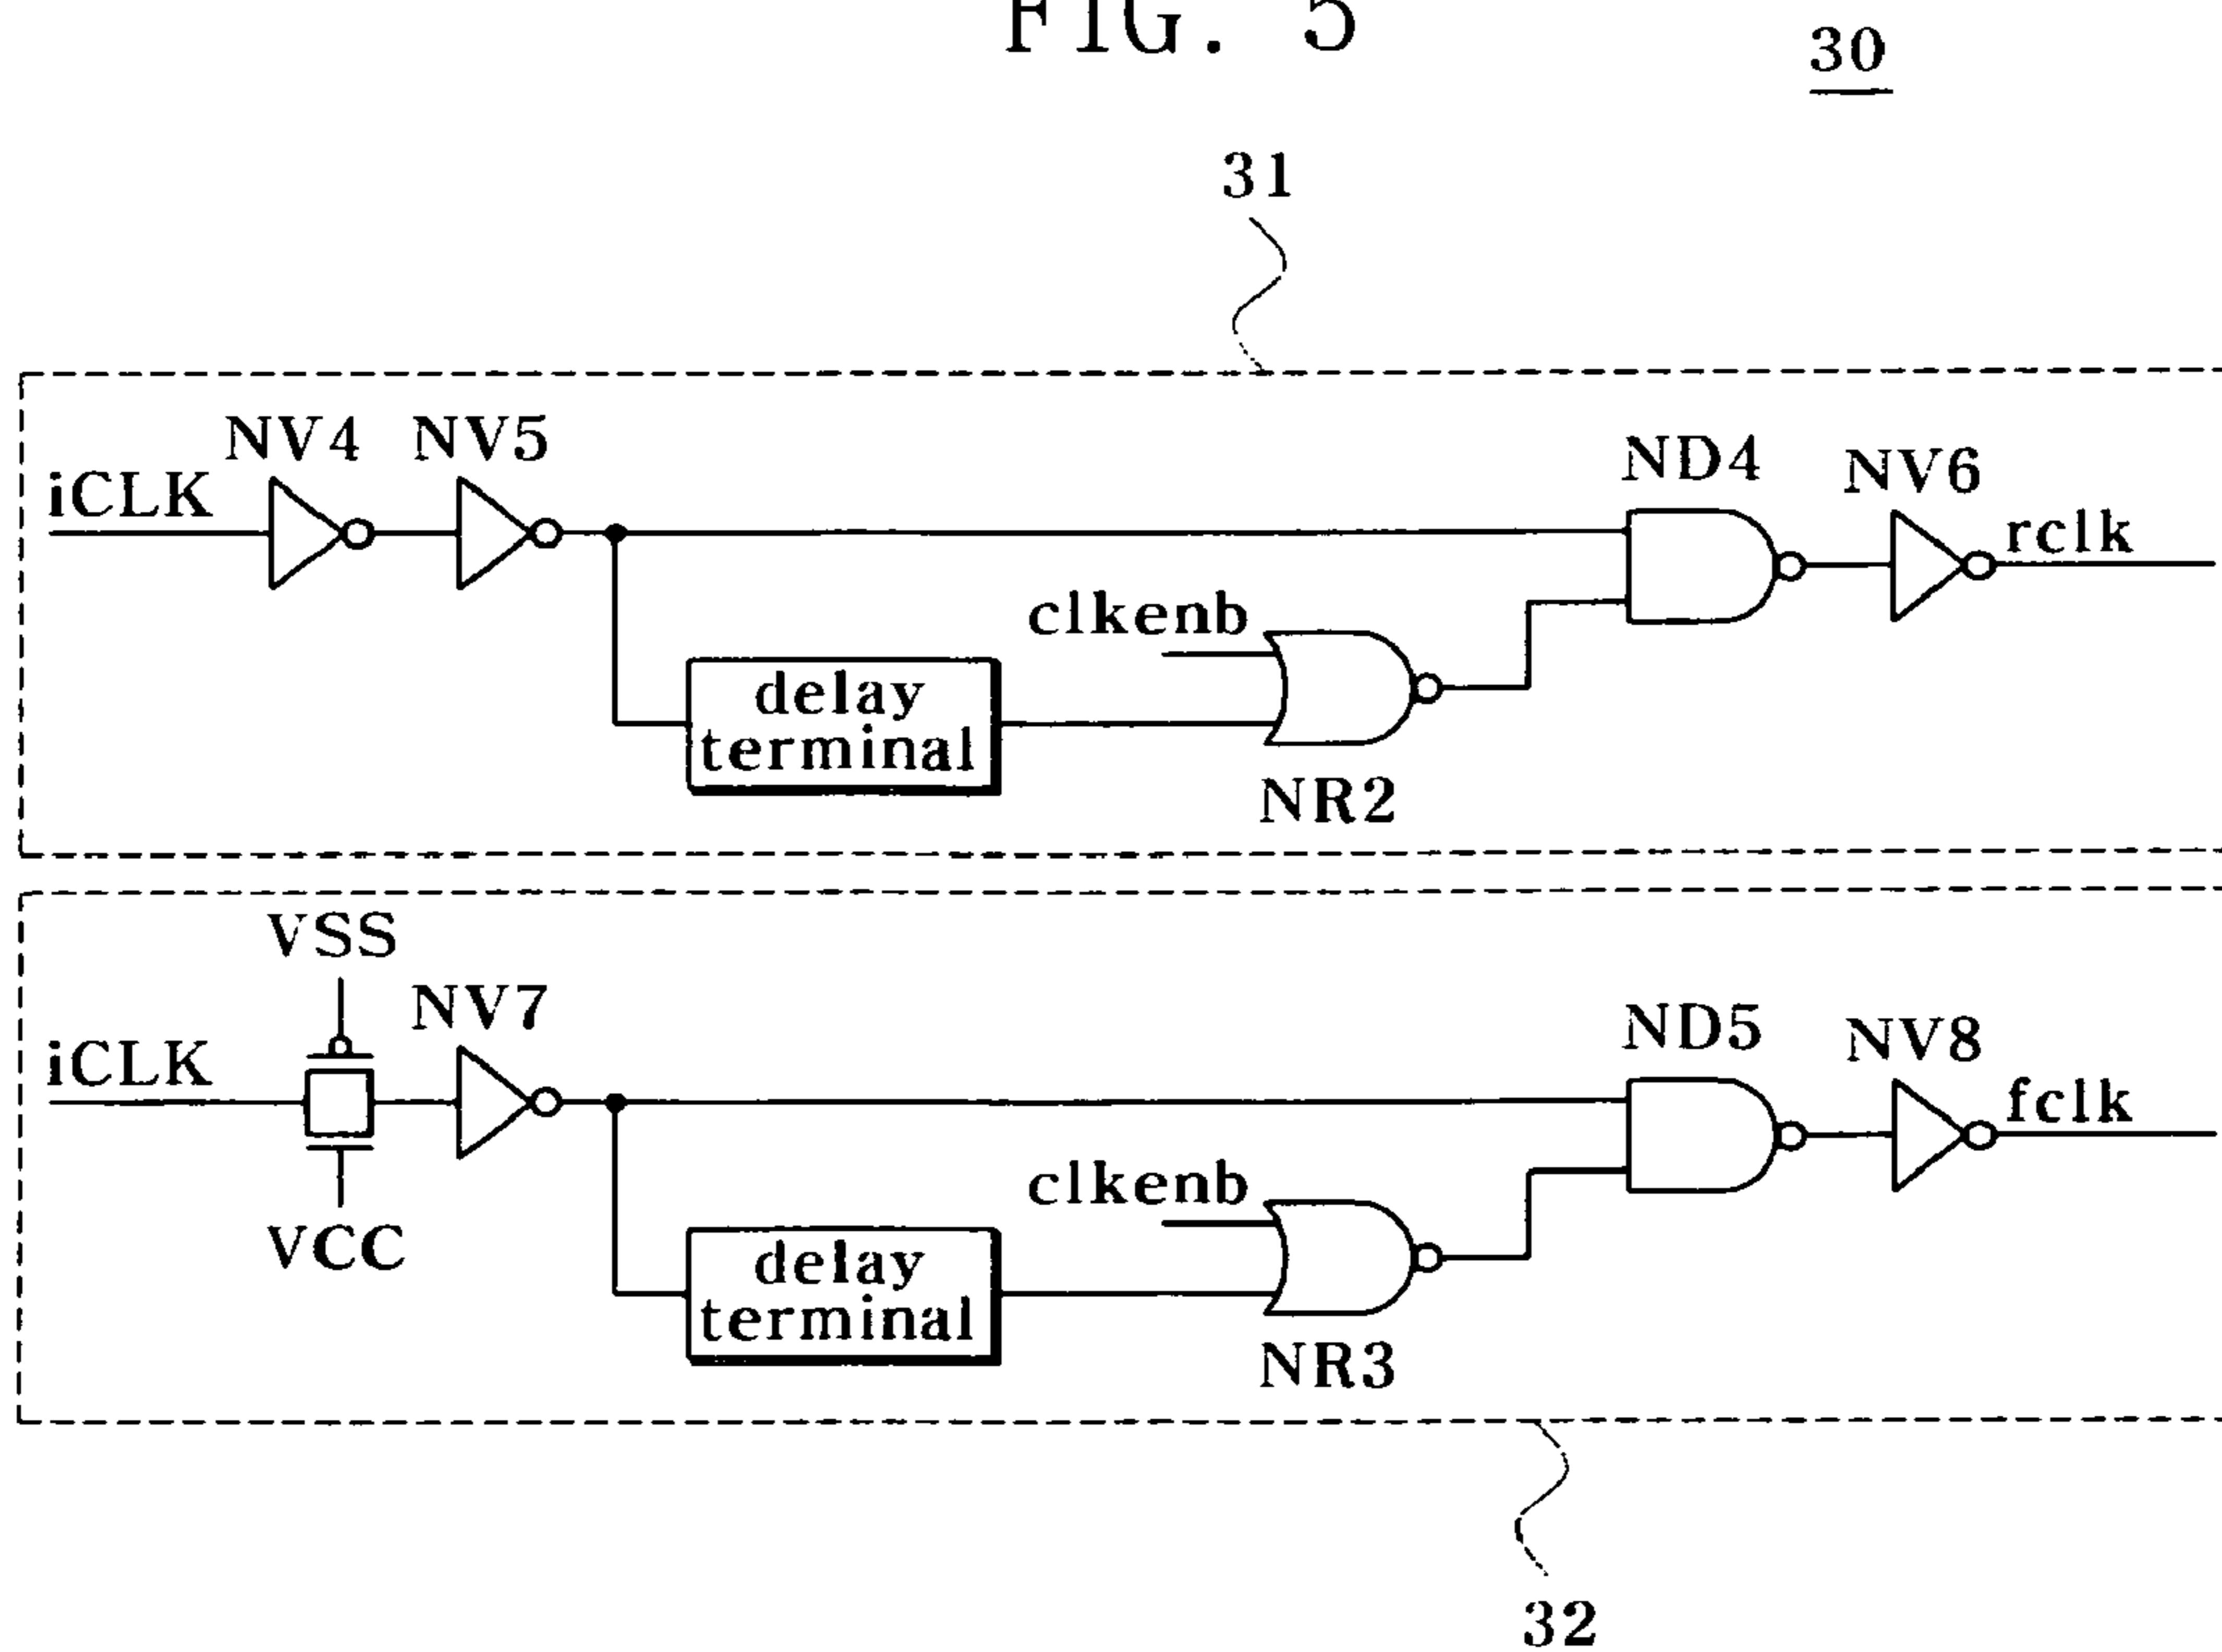 FIG. 5
30
31
NV4
NV5
ND4
NV6
iCLK
rclk
clkenb
delay
terminal
NR2
VSS
NV7
ND5
NV8
iCLK
fclk
clkenb
VCC
delay
terminal
NR3
32